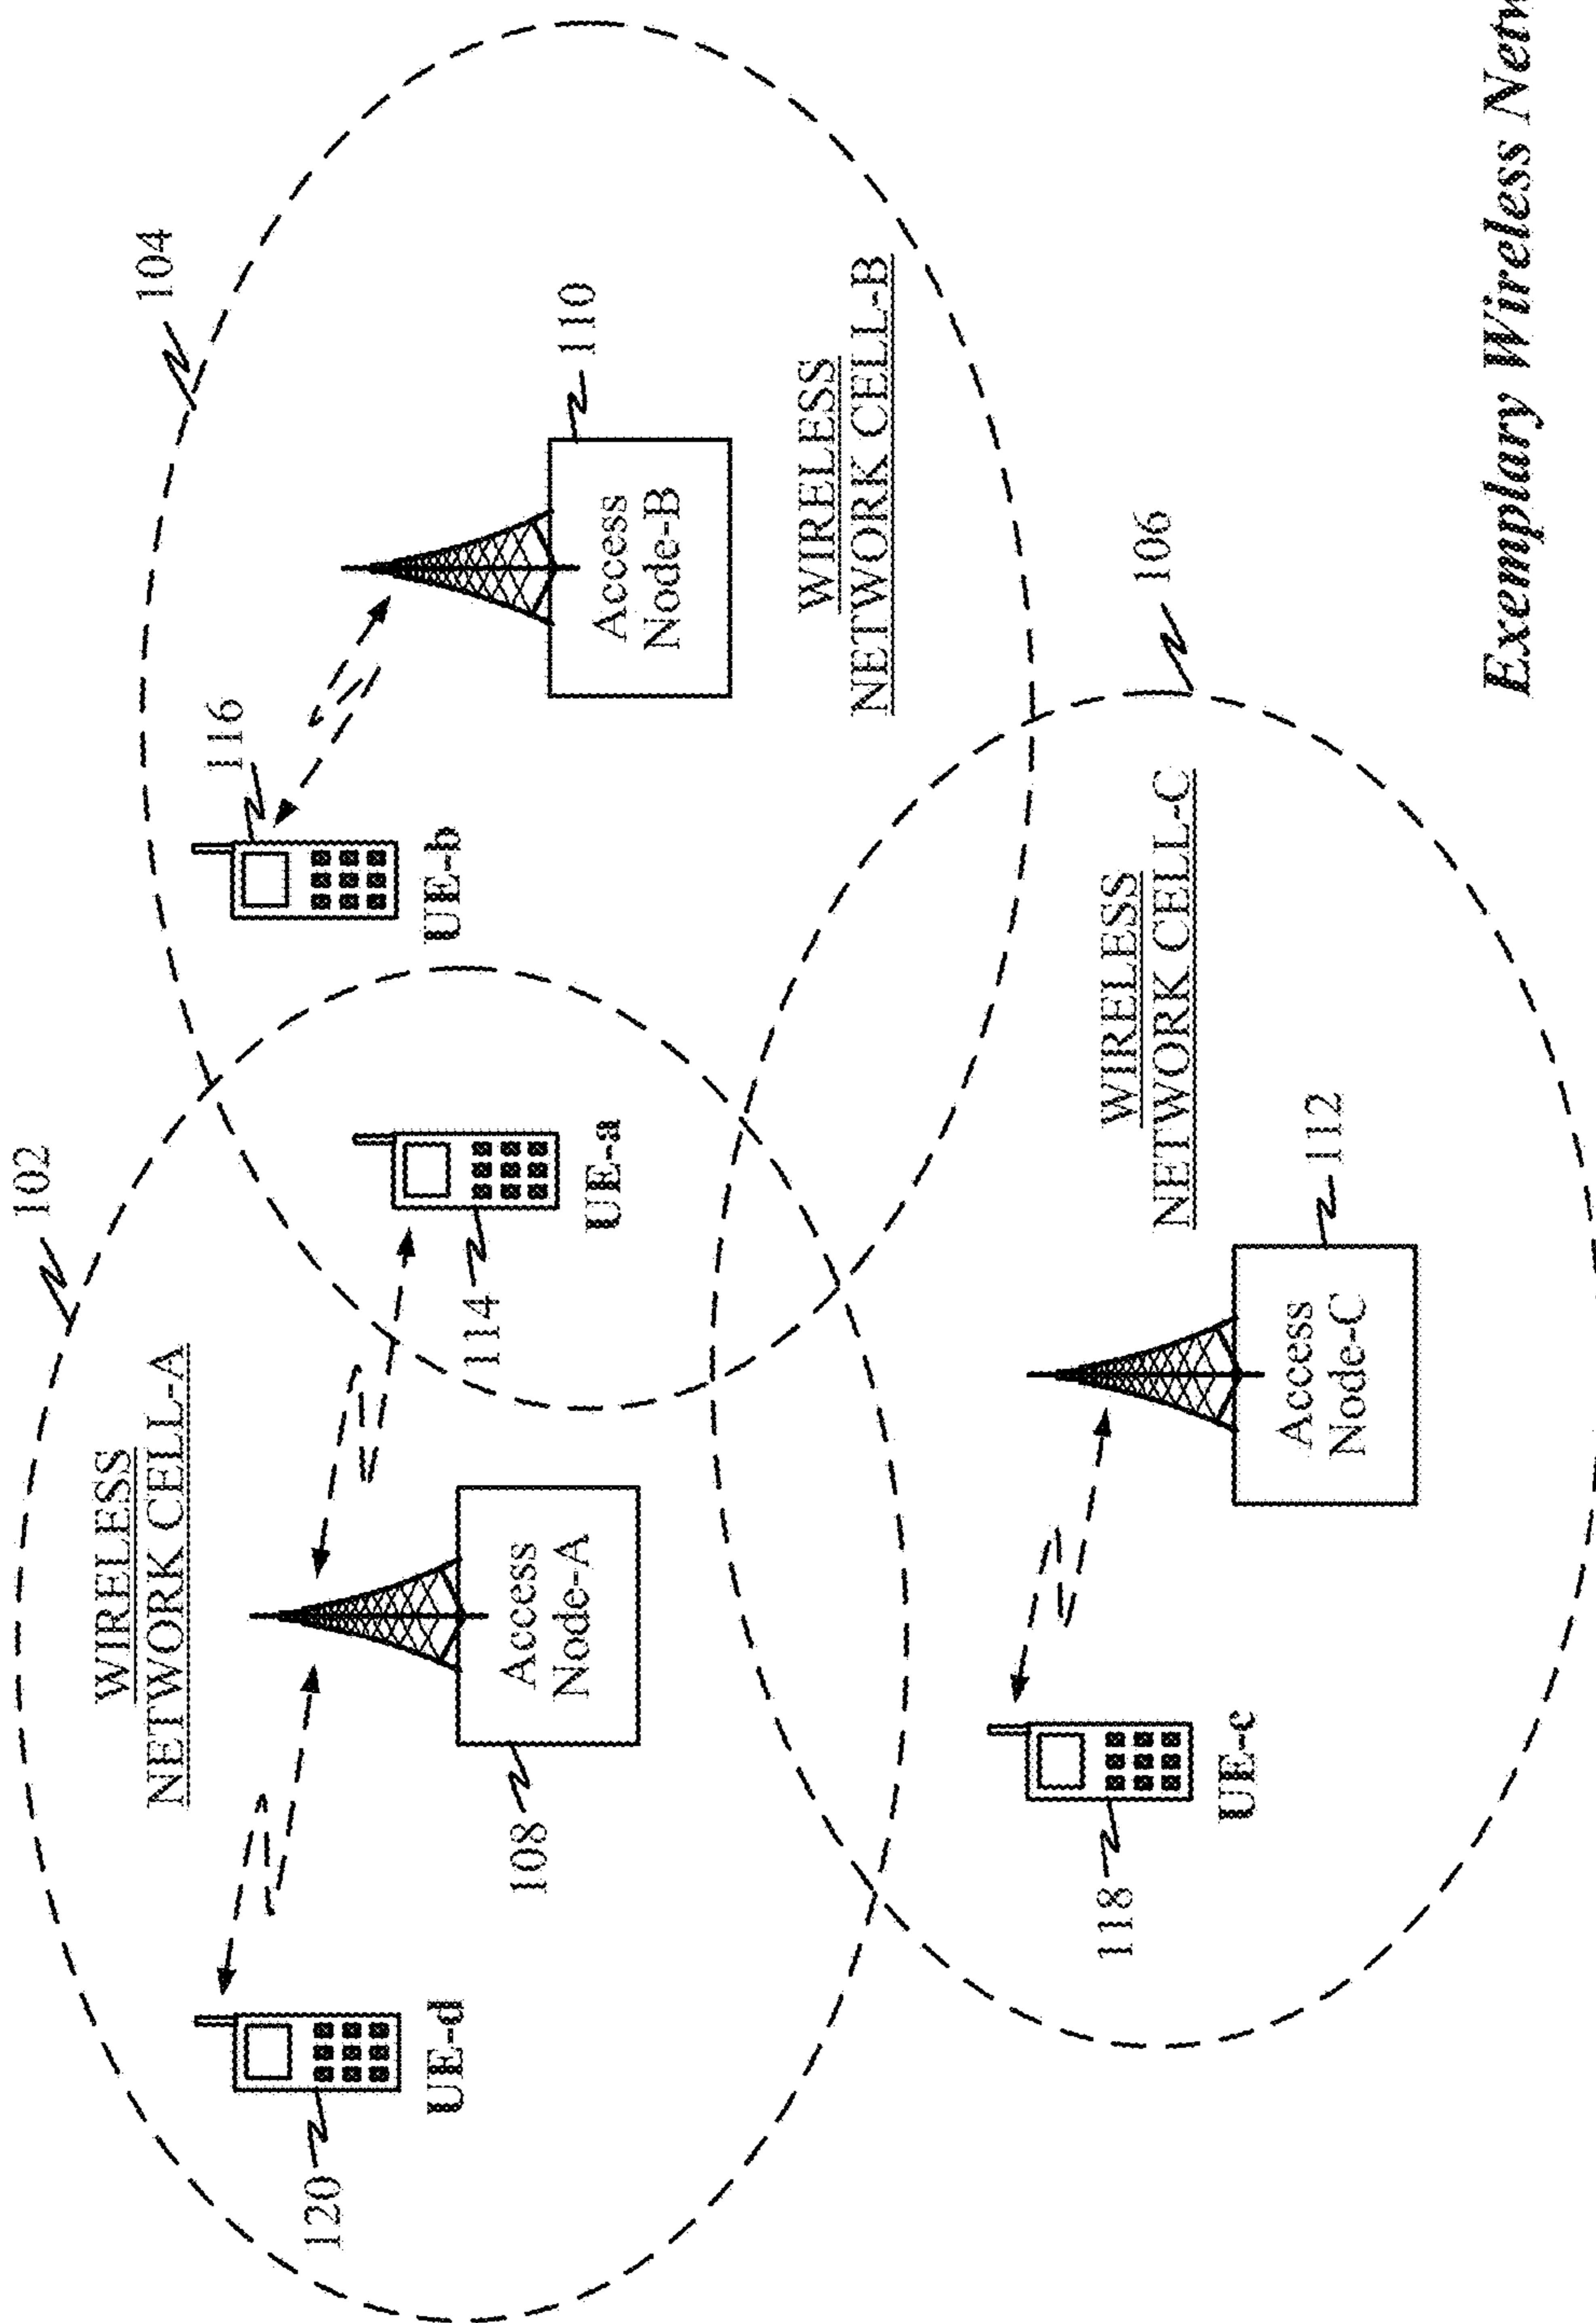 102
104
WIRELESS
NETWORK CELL-A
116
120
UE-d
UE-b
108
Access
Node-A
114
UE-a
110
Access
Node-B
WIRELESS
NETWORK CELL-B
106
118
UE-c
WIRELESS
NETWORK CELL-C
112
Access
Node-C
Exemplary Wireless